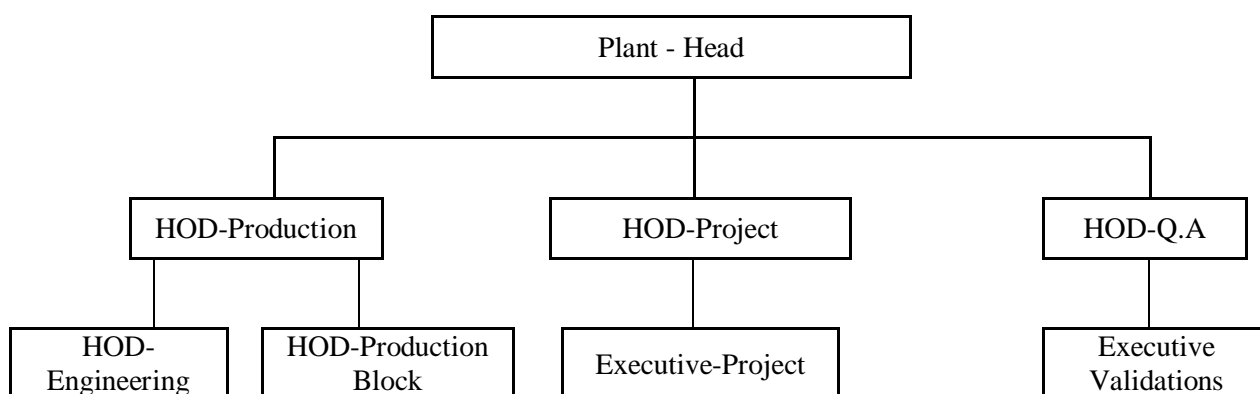 Plant - Head
HOD-Production
HOD-Project
HOD-Q.A
HOD-
Engineering
HOD-Production
Block
Executive-Project
Executive
Validations